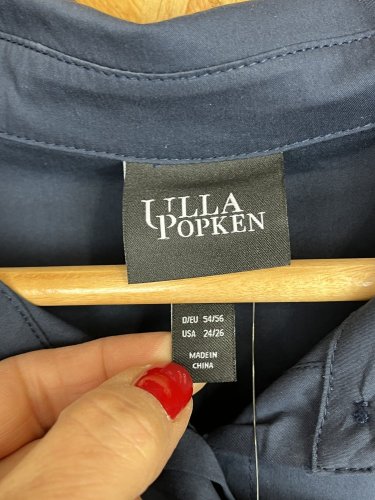 ULLA
POPKEN
D/EU 54/56
USA 24/26
MADE IN
CHINA